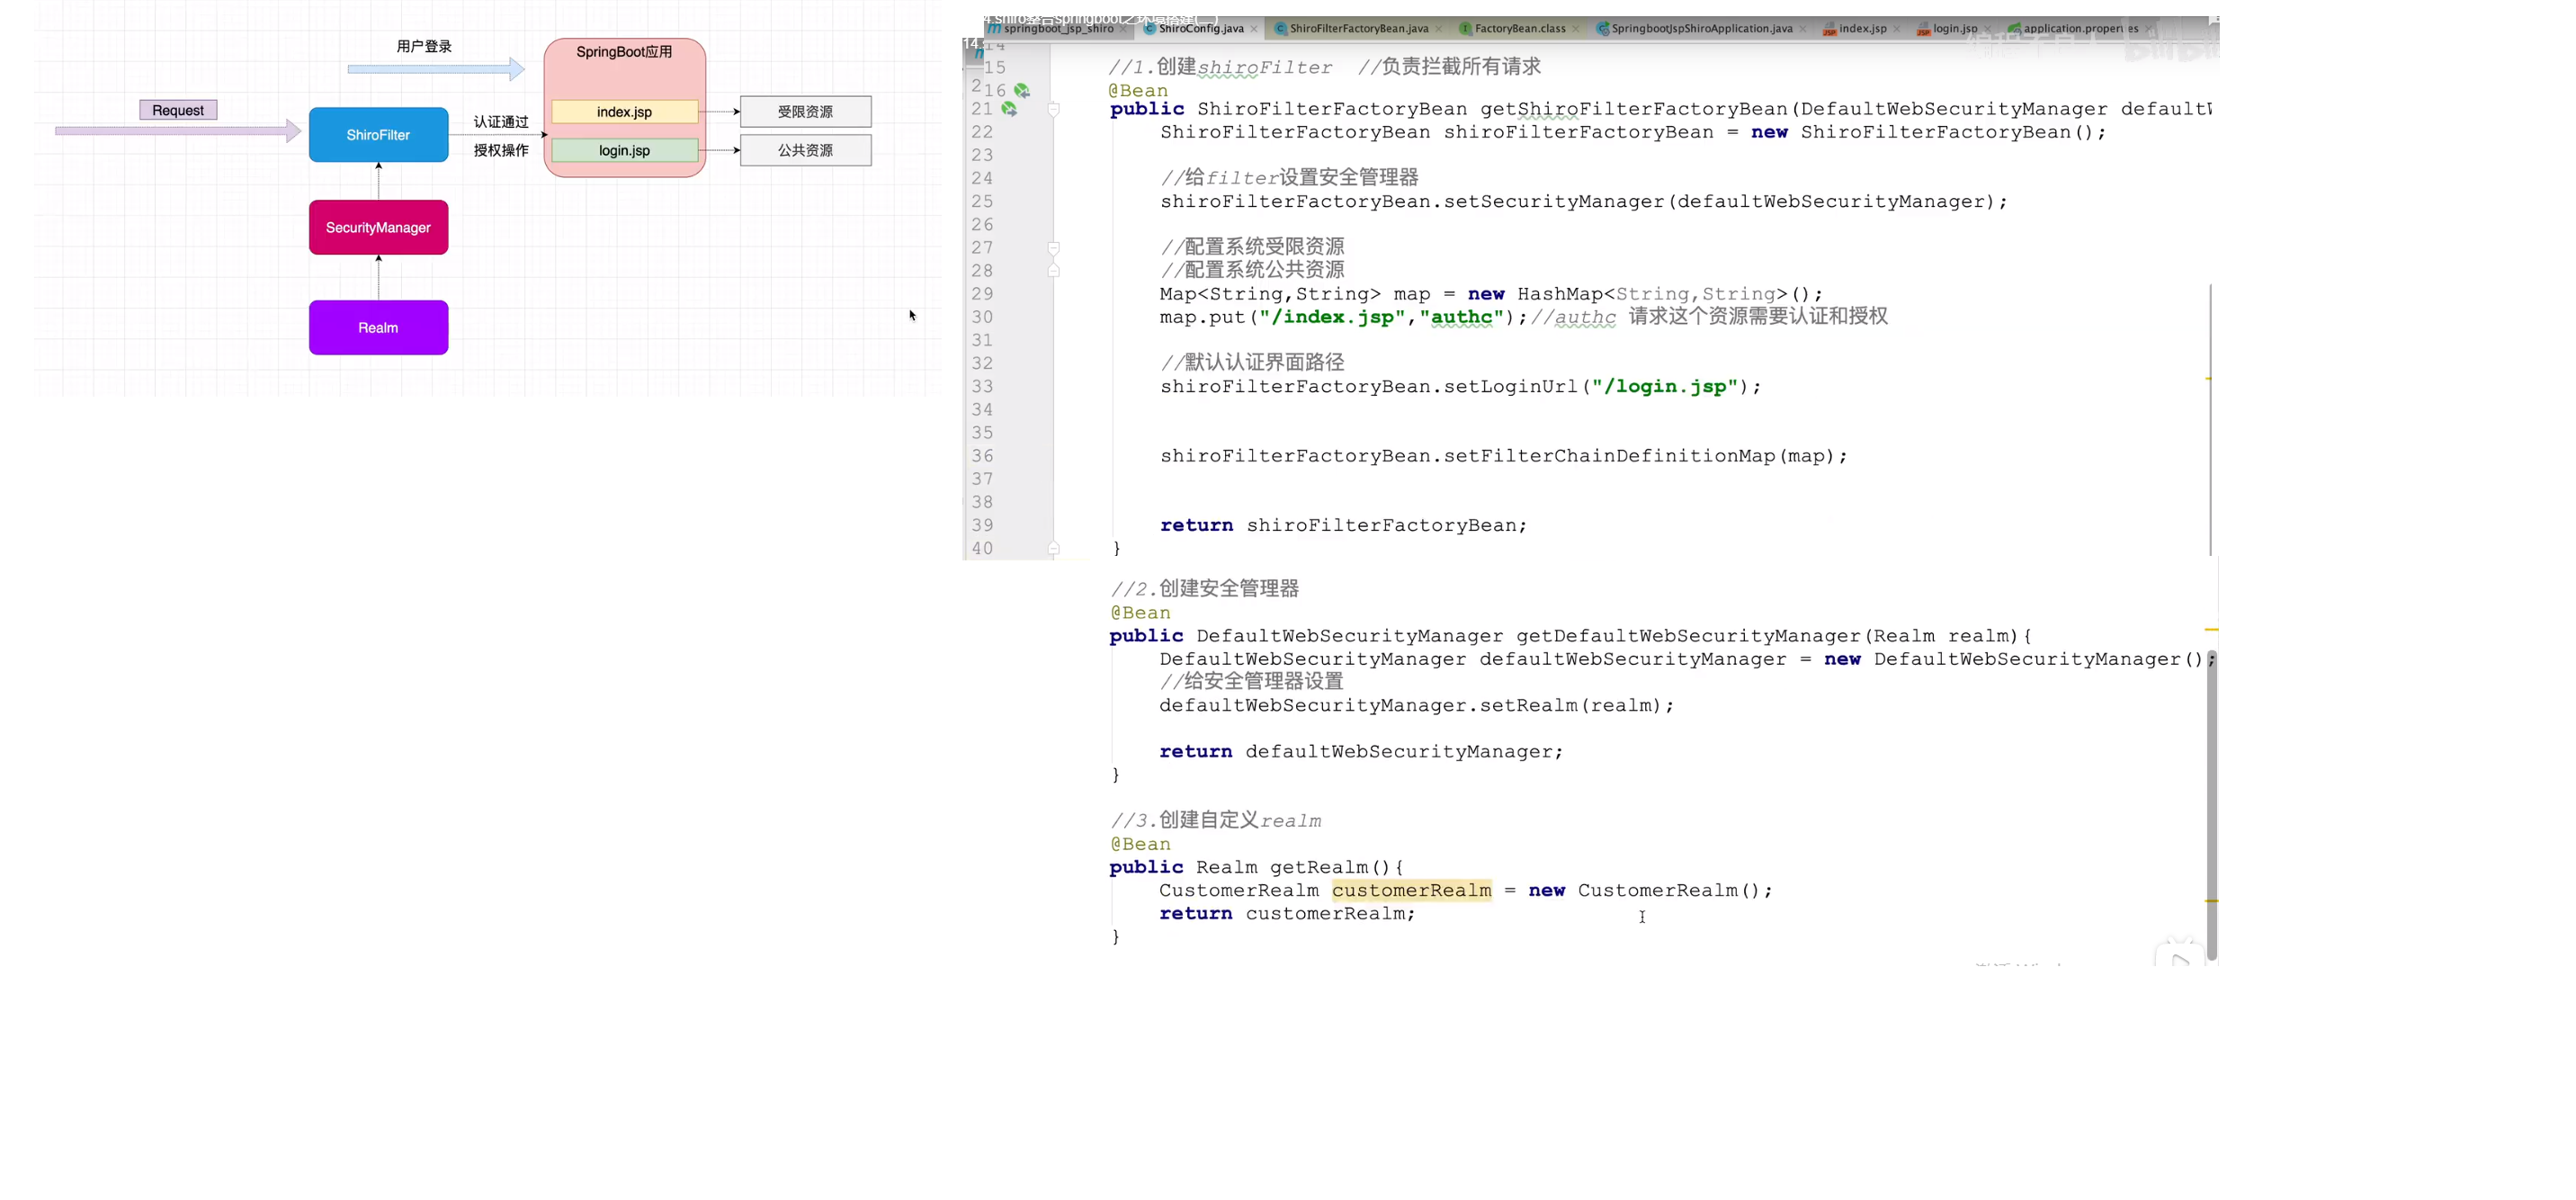 用户登录
SpringBoot应用
Request
index.jsp
受限资源
ShiroFilter
认证通过
授权操作
login.jsp
公共资源
SecurityManager
Realm
4.shiro整合springboot之环境搭建(二)
springboot_jsp_shiro
ShiroConfig.java
ShiroFilterFactoryBean.java
FactoryBean.class
SpringbootJspShiroApplication.java
index.jsp
login.jsp
application.properties
14
15 //1.创建shiroFilter //负责拦截所有请求
16 @Bean
21 public ShiroFilterFactoryBean getShiroFilterFactoryBean(DefaultWebSecurityManager default
22 ShiroFilterFactoryBean shiroFilterFactoryBean = new ShiroFilterFactoryBean();
23
24 //给filter设置安全管理器
25 shiroFilterFactoryBean.setSecurityManager(defaultWebSecurityManager);
26
27 //配置系统受限资源
28 //配置系统公共资源
29 Map<String,String> map = new HashMap<String,String>();
30 map.put("/index.jsp","authc");//authc 请求这个资源需要认证和授权
31
32 //默认认证界面路径
33 shiroFilterFactoryBean.setLoginUrl("/login.jsp");
34
35
36 shiroFilterFactoryBean.setFilterChainDefinitionMap(map);
37
38
39 return shiroFilterFactoryBean;
40 }
//2.创建安全管理器
@Bean
public DefaultWebSecurityManager getDefaultWebSecurityManager(Realm realm){
DefaultWebSecurityManager defaultWebSecurityManager = new DefaultWebSecurityManager();
//给安全管理器设置
defaultWebSecurityManager.setRealm(realm);
return defaultWebSecurityManager;
}
//3.创建自定义realm
@Bean
public Realm getRealm(){
CustomerRealm customerRealm = new CustomerRealm();
return customerRealm;
}